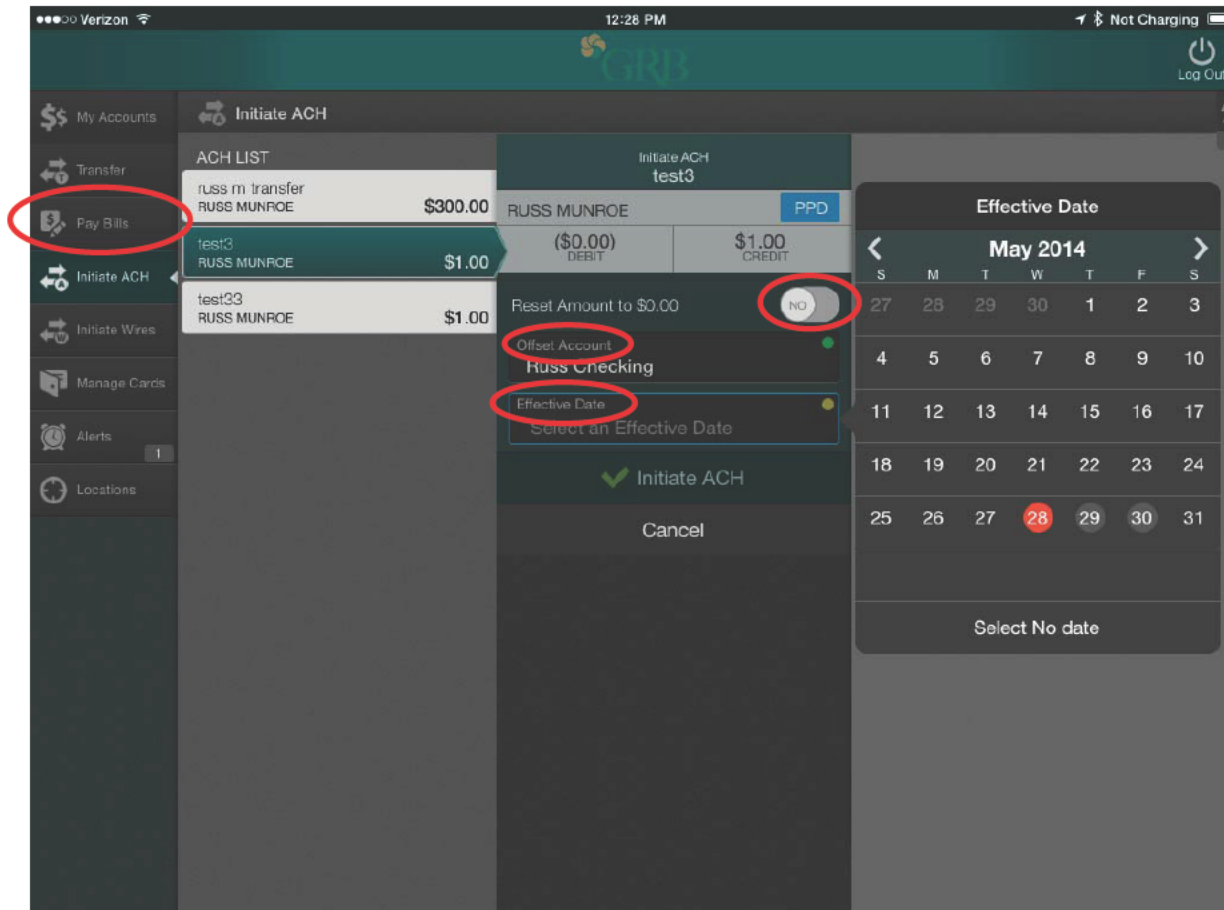 Verizon 12:28 PM Not Charging
GRB
Log Out
My Accounts
Transfer
Pay Bills
Initiate ACH
Initiate Wires
Manage Cards
Alerts
1
Locations
Initiate ACH
ACH LIST
russ m transfer
RUSS MUNROE $300.00
test3
RUSS MUNROE $1.00
test33
RUSS MUNROE $1.00
Initiate ACH
test3
RUSS MUNROE PPD
($0.00) $1.00
DEBIT CREDIT
Reset Amount to $0.00 NO
Offset Account
Russ Checking
Effective Date
Select an Effective Date
Initiate ACH
Cancel
Effective Date
May 2014
S M T W T F S
27 28 29 30 1 2 3
4 5 6 7 8 9 10
11 12 13 14 15 16 17
18 19 20 21 22 23 24
25 26 27 28 29 30 31
Select No date